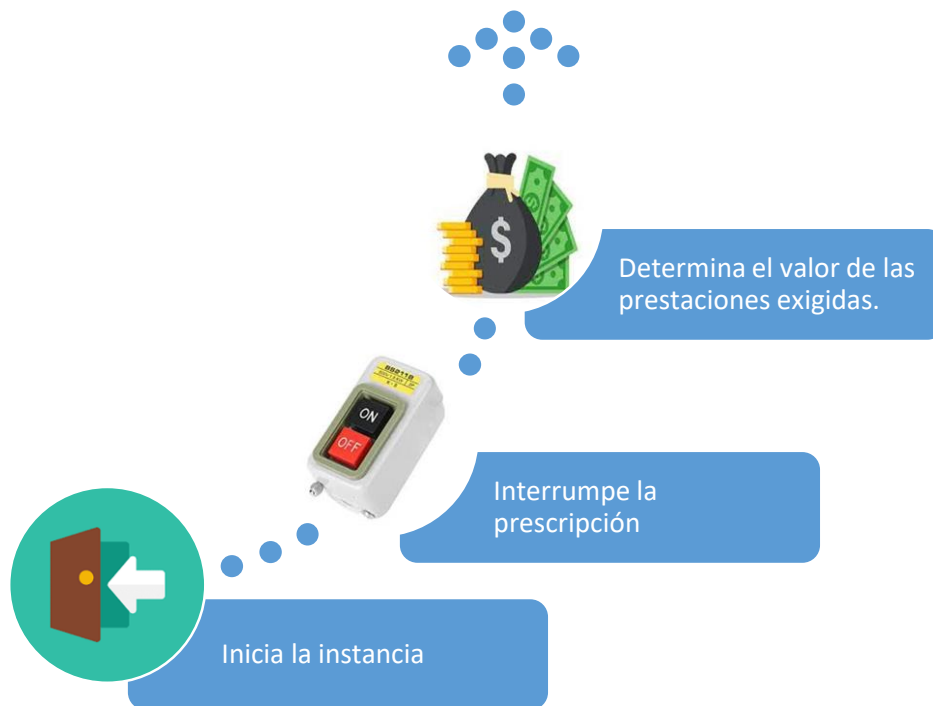 $
Determina el valor de las
prestaciones exigidas.
ON
OFF
Interrumpe la
prescripción
Inicia la instancia